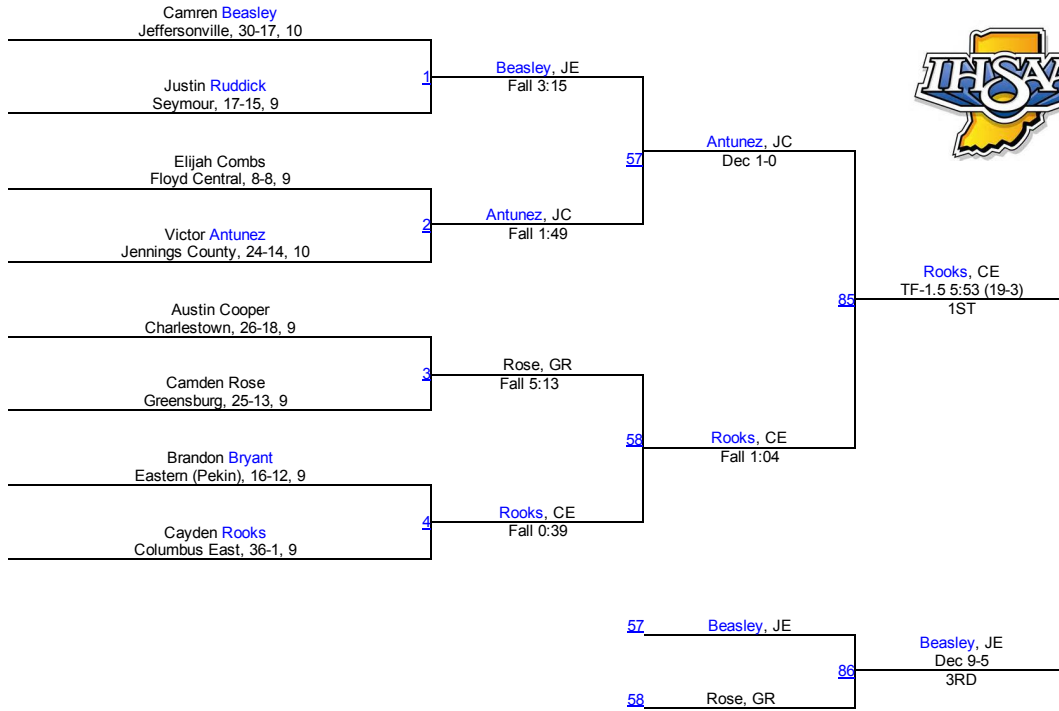 Camren Beasley
Jeffersonville, 30-17, 10
Justin Ruddick
Seymour, 17-15, 9
1
Beasley, JE
Fall 3:15
Elijah Combs
Floyd Central, 8-8, 9
Victor Antunez
Jennings County, 24-14, 10
2
Antunez, JC
Fall 1:49
57
Antunez, JC
Dec 1-0
Austin Cooper
Charlestown, 26-18, 9
Camden Rose
Greensburg, 25-13, 9
3
Rose, GR
Fall 5:13
Brandon Bryant
Eastern (Pekin), 16-12, 9
Cayden Rooks
Columbus East, 36-1, 9
4
Rooks, CE
Fall 0:39
58
Rooks, CE
Fall 1:04
85
Rooks, CE
TF-1.5 5:53 (19-3)
1ST
57
Beasley, JE
58
Rose, GR
86
Beasley, JE
Dec 9-5
3RD
IHSAA